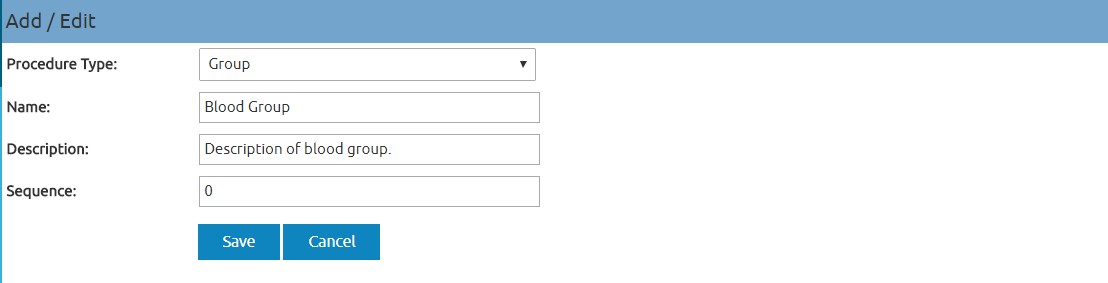 Add / Edit
Procedure Type: Group
Name: Blood Group
Description: Description of blood group.
Sequence: 0
Save Cancel